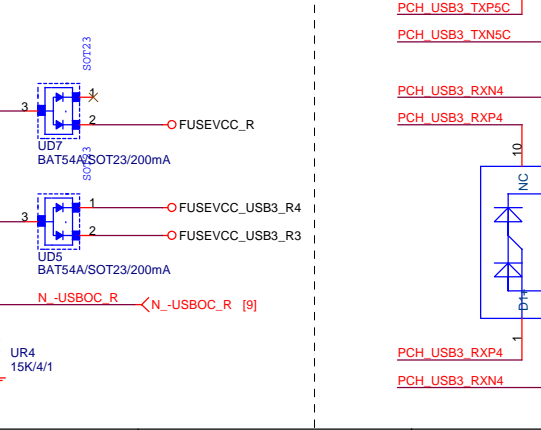 PCH_USB3_TXP5C
PCH_USB3_TXN5C
PCH_USB3_RXN4
PCH_USB3_RXP4
SOT23
3
1
2
FUSEVCC_R
UD7
BAT54A/SOT23/200mA
SOT23
3
1
2
FUSEVCC_USB3_R4
FUSEVCC_USB3_R3
UD5
BAT54A/SOT23/200mA
N_-USBOC_R
N_-USBOC_R [9]
UR4
15K/4/1
10
NC
D1+
1
PCH_USB3_RXP4
PCH_USB3_RXN4